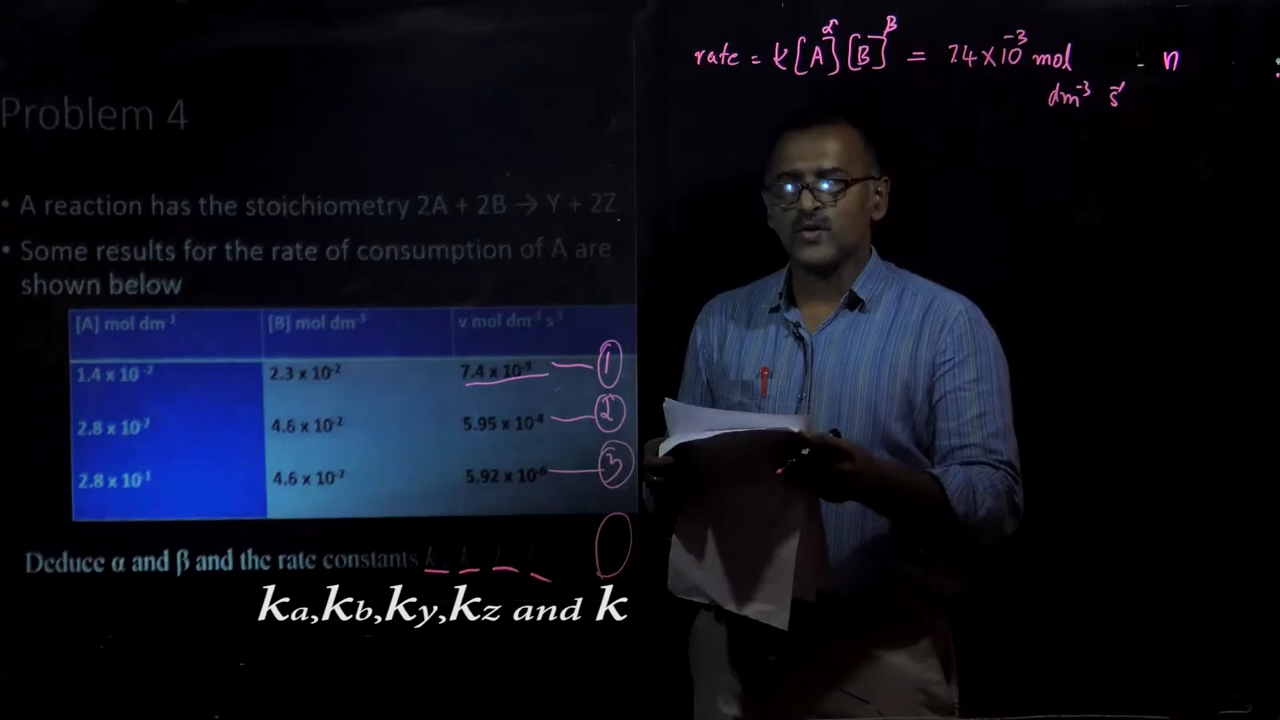 Problem 4
• A reaction has the stoichiometry 2A + 2B → Y + 2Z
• Some results for the rate of consumption of A are
shown below
[A] mol dm⁻³ [B] mol dm⁻³ v mol dm⁻³ s⁻¹
1.4 x 10⁻² 2.3 x 10⁻² 7.4 x 10⁻⁹ ①
2.8 x 10⁻² 4.6 x 10⁻² 5.95 x 10⁻⁸ ②
2.8 x 10⁻¹ 4.6 x 10⁻² 5.92 x 10⁻⁶ ③
Deduce α and β and the rate constants
ka,kb,ky,kz and k
rate = k[A]^α [B]^β = 7.4 × 10⁻³ mol
dm⁻³ s⁻¹